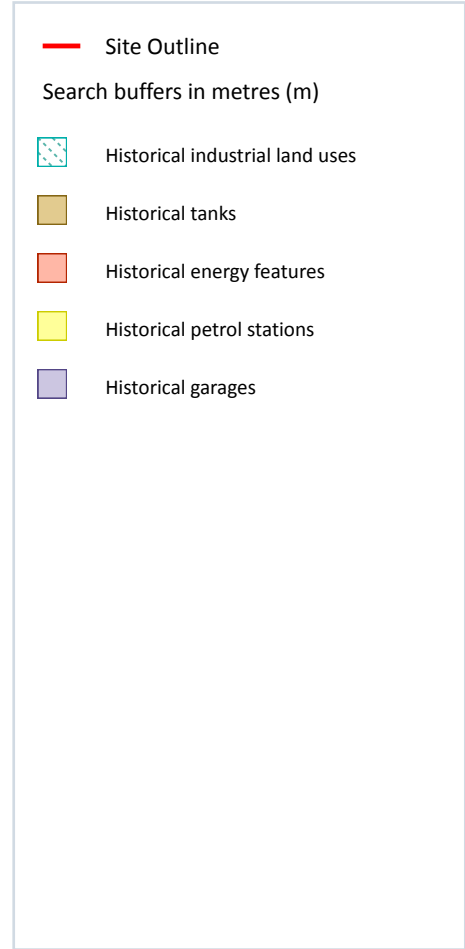 Site Outline
Search buffers in metres (m)
Historical industrial land uses
Historical tanks
Historical energy features
Historical petrol stations
Historical garages